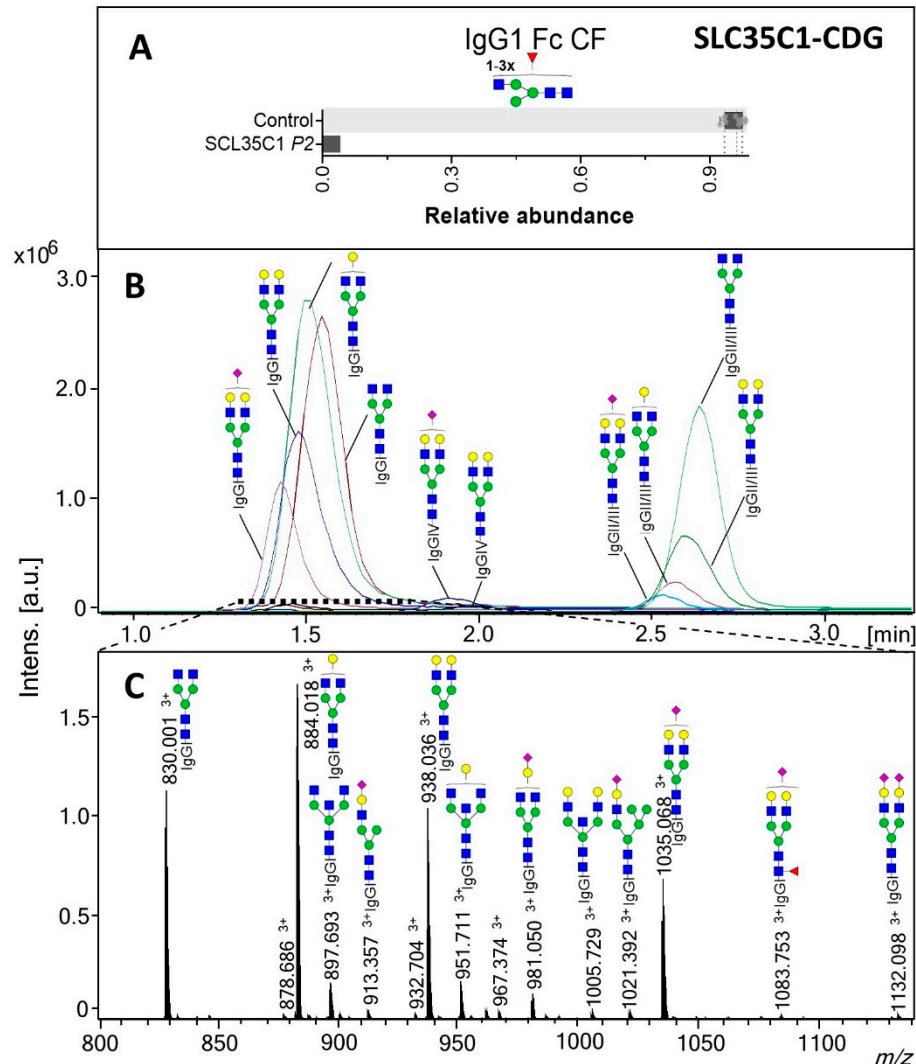 A
IgG1 Fc CF
SLC35C1-CDG
1-3x
Control
SCL35C1 P2
0.0
0.3
0.6
0.9
Relative abundance
x10⁶
B
3.0
2.0
1.0
0
IgGI
IgGI
IgGI
IgGI
IgGIV
IgGIV
IgGII/III
IgGII/III
IgGII/III
IgGII/III
1.0 1.5 2.0 2.5 3.0 [min]
Intens. [a.u.]
C
1.5
1.0
0.5
0
830.001 3+
IgGI
878.686 3+
884.018 3+
IgGI
897.693 3+
IgGI
913.357 3+
IgGI
932.704 3+
938.036 3+
IgGI
951.711 3+
IgGI
967.374 3+
981.050 3+
IgGI
1005.729 3+
IgGI
1021.392 3+
IgGI
1035.068 3+
IgGI
1083.753 3+
IgGI
1132.098 3+
IgGI
800 850 900 950 1000 1050 1100
m/z